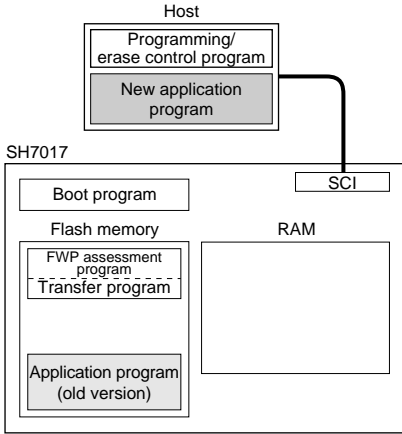 Host
Programming/
erase control program
New application
program
SH7017
SCI
Boot program
Flash memory
RAM
FWP assessment
program
Transfer program
Application program
(old version)